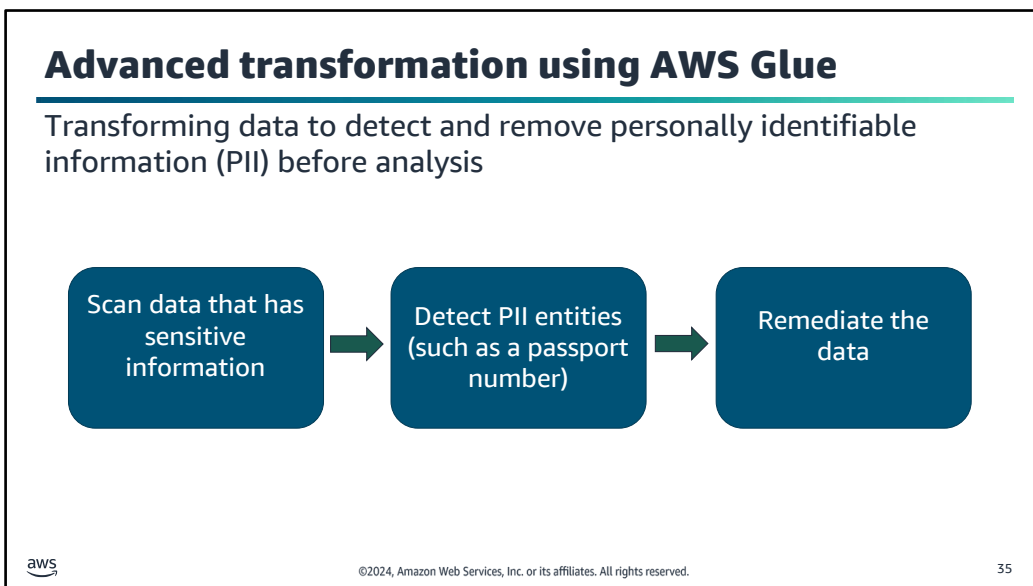 Advanced transformation using AWS Glue
Transforming data to detect and remove personally identifiable
information (PII) before analysis
Scan data that has
sensitive
information
Detect PII entities
(such as a passport
number)
Remediate the
data
aws
©2024, Amazon Web Services, Inc. or its affiliates. All rights reserved.
35